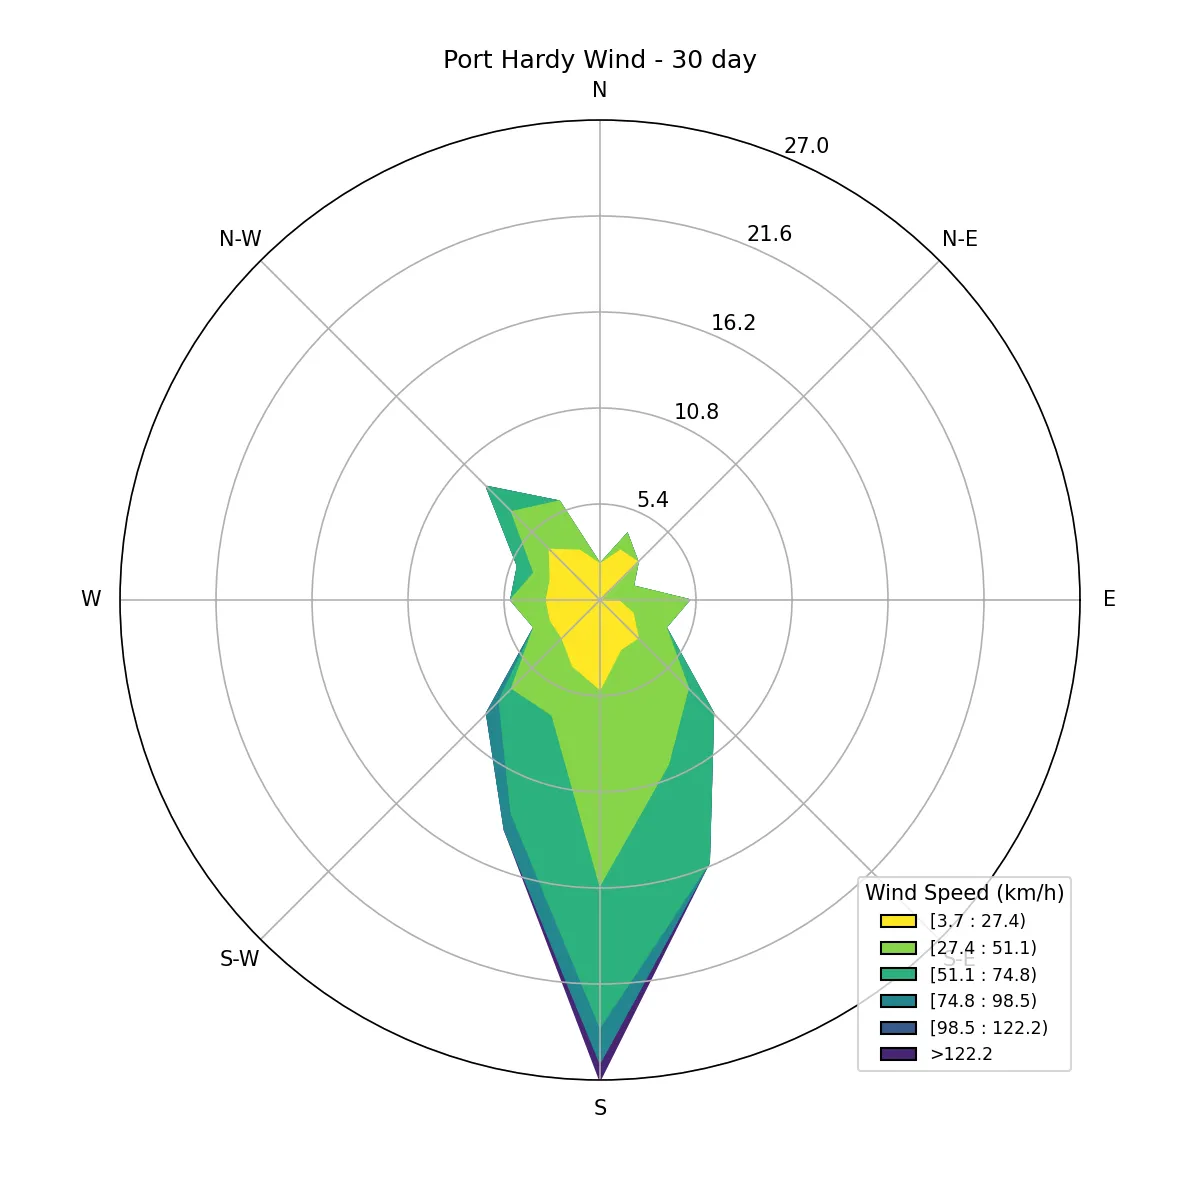 Port Hardy Wind - 30 day
N
27.0
N-W
21.6
N-E
16.2
10.8
5.4
W
E
Wind Speed (km/h)
[3.7 : 27.4)
[27.4 : 51.1)
S-W
S-E
[51.1 : 74.8)
[74.8 : 98.5)
[98.5 : 122.2)
>122.2
S